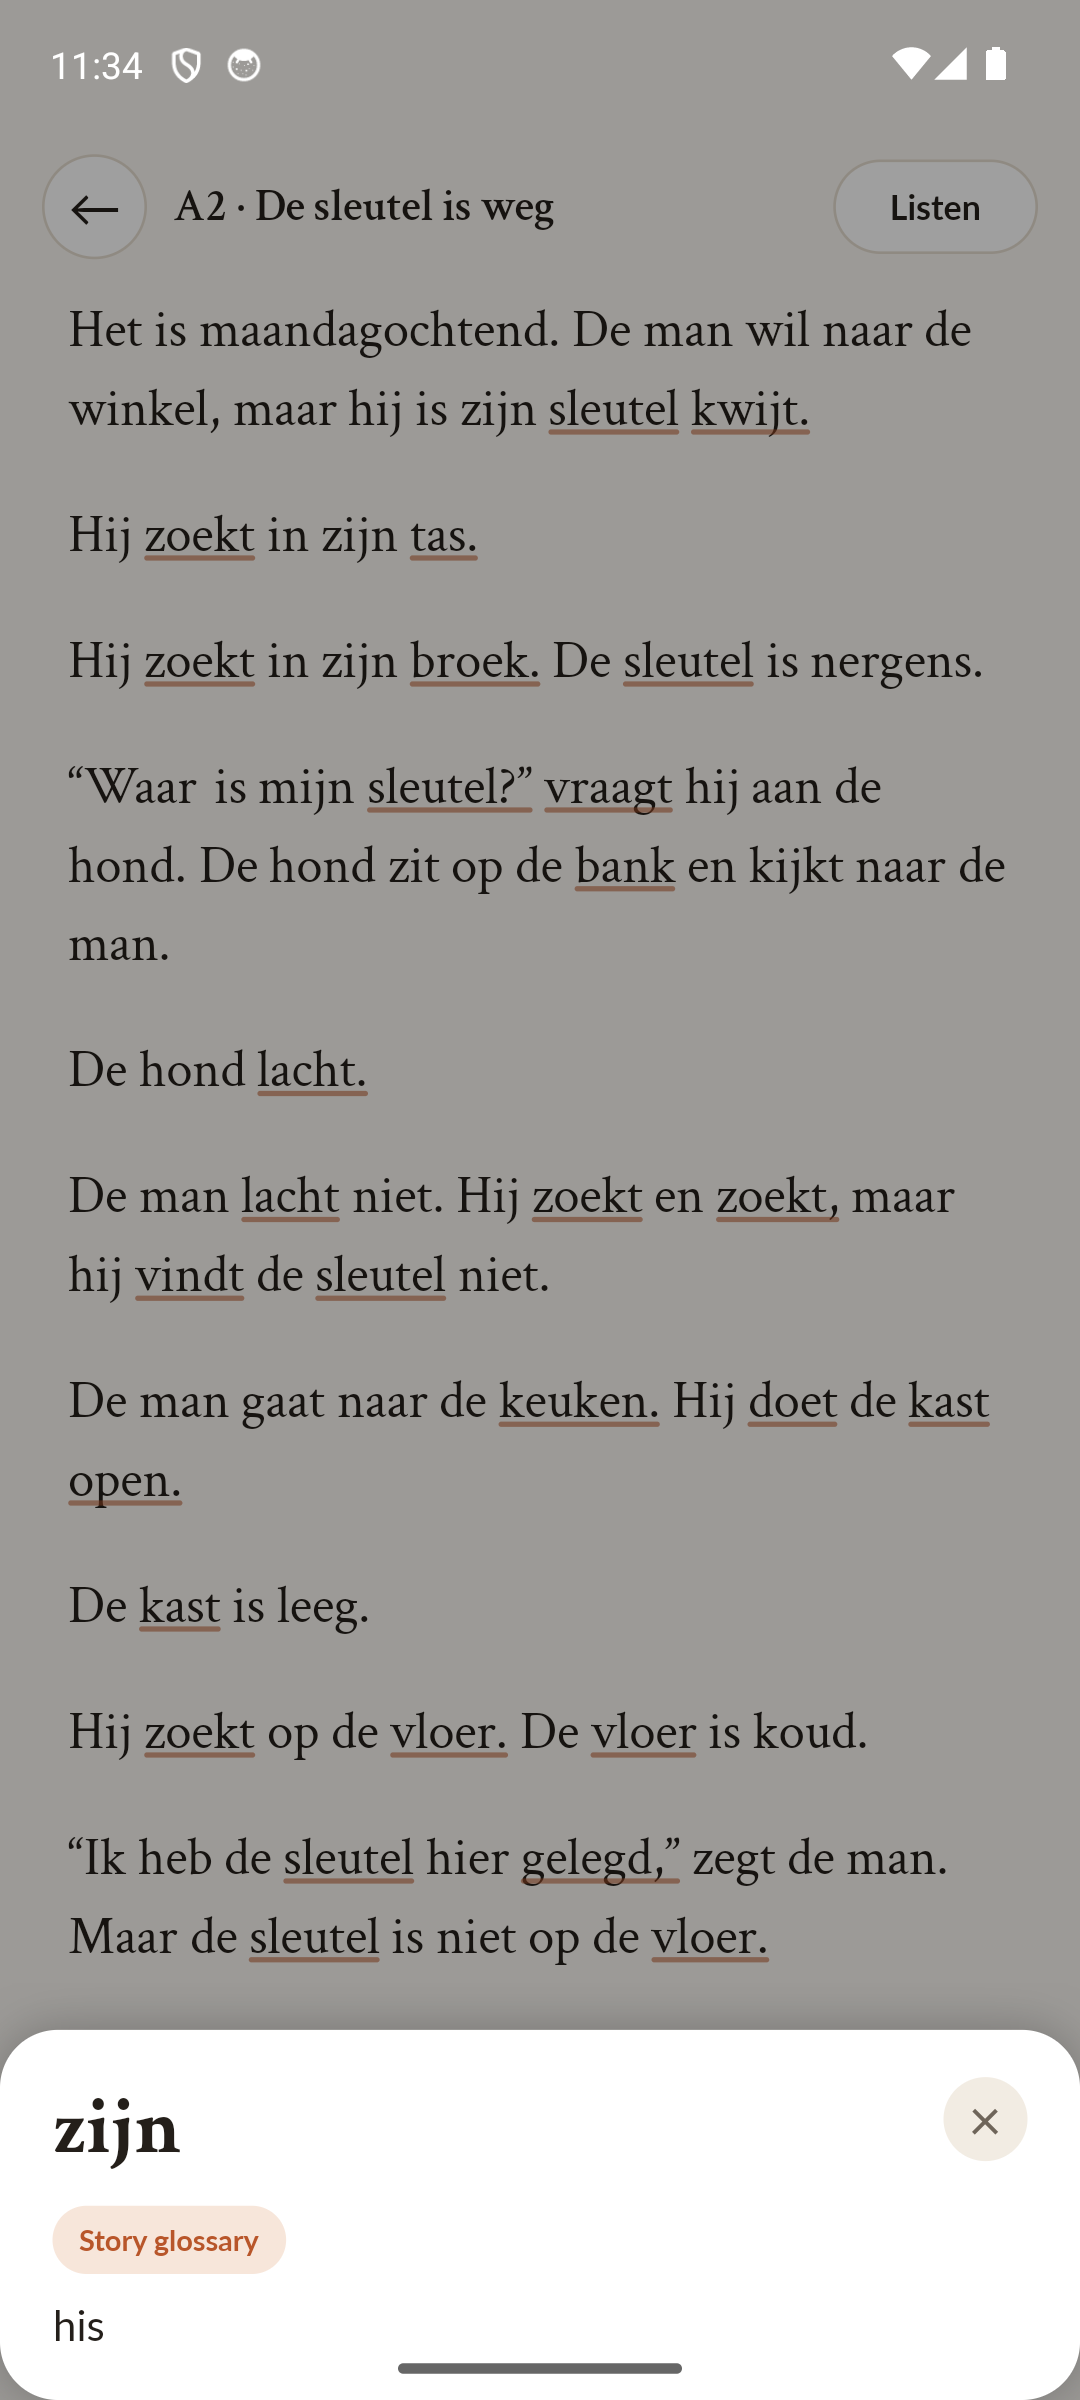 11:34
A2 · De sleutel is weg
Listen
Het is maandagochtend. De man wil naar de
winkel, maar hij is zijn sleutel kwijt.
Hij zoekt in zijn tas.
Hij zoekt in zijn broek. De sleutel is nergens.
“Waar is mijn sleutel?” vraagt hij aan de
hond. De hond zit op de bank en kijkt naar de
man.
De hond lacht.
De man lacht niet. Hij zoekt en zoekt, maar
hij vindt de sleutel niet.
De man gaat naar de keuken. Hij doet de kast
open.
De kast is leeg.
Hij zoekt op de vloer. De vloer is koud.
“Ik heb de sleutel hier gelegd,” zegt de man.
Maar de sleutel is niet op de vloer.
zijn
Story glossary
his